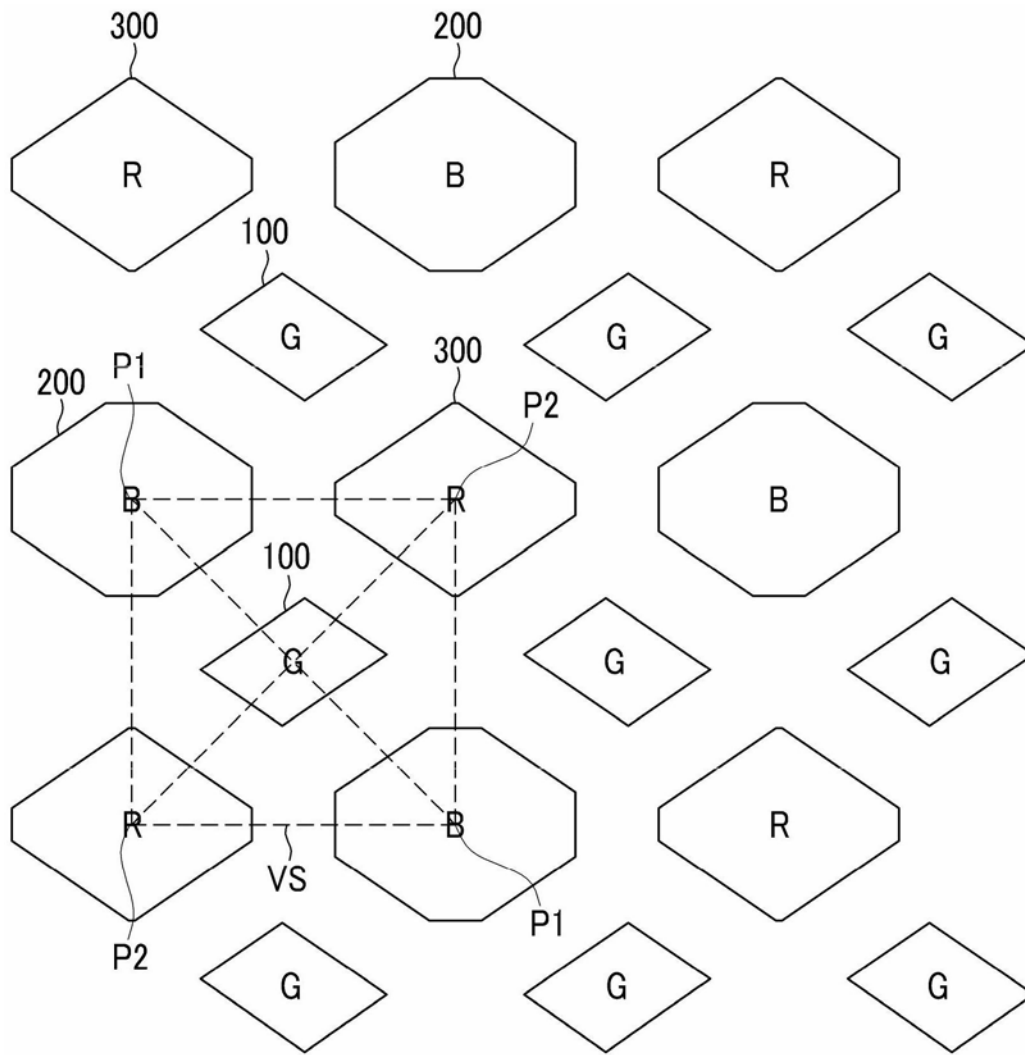 300 200
R B R
100
G G G
P1 300
200 P2
B R B
100
G G G
R B R
VS
P2 P1
G G G